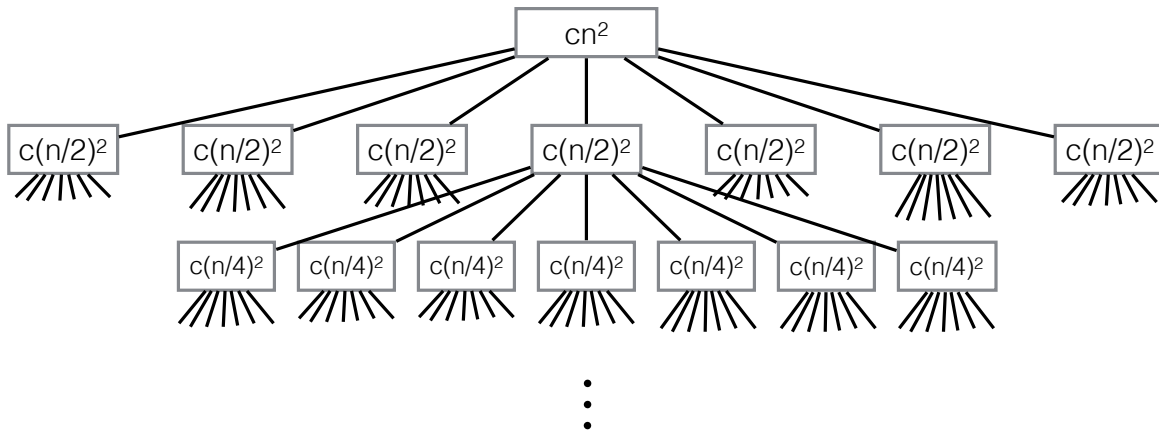 cn²
c(n/2)² c(n/2)² c(n/2)² c(n/2)² c(n/2)² c(n/2)² c(n/2)²
c(n/4)² c(n/4)² c(n/4)² c(n/4)² c(n/4)² c(n/4)² c(n/4)²